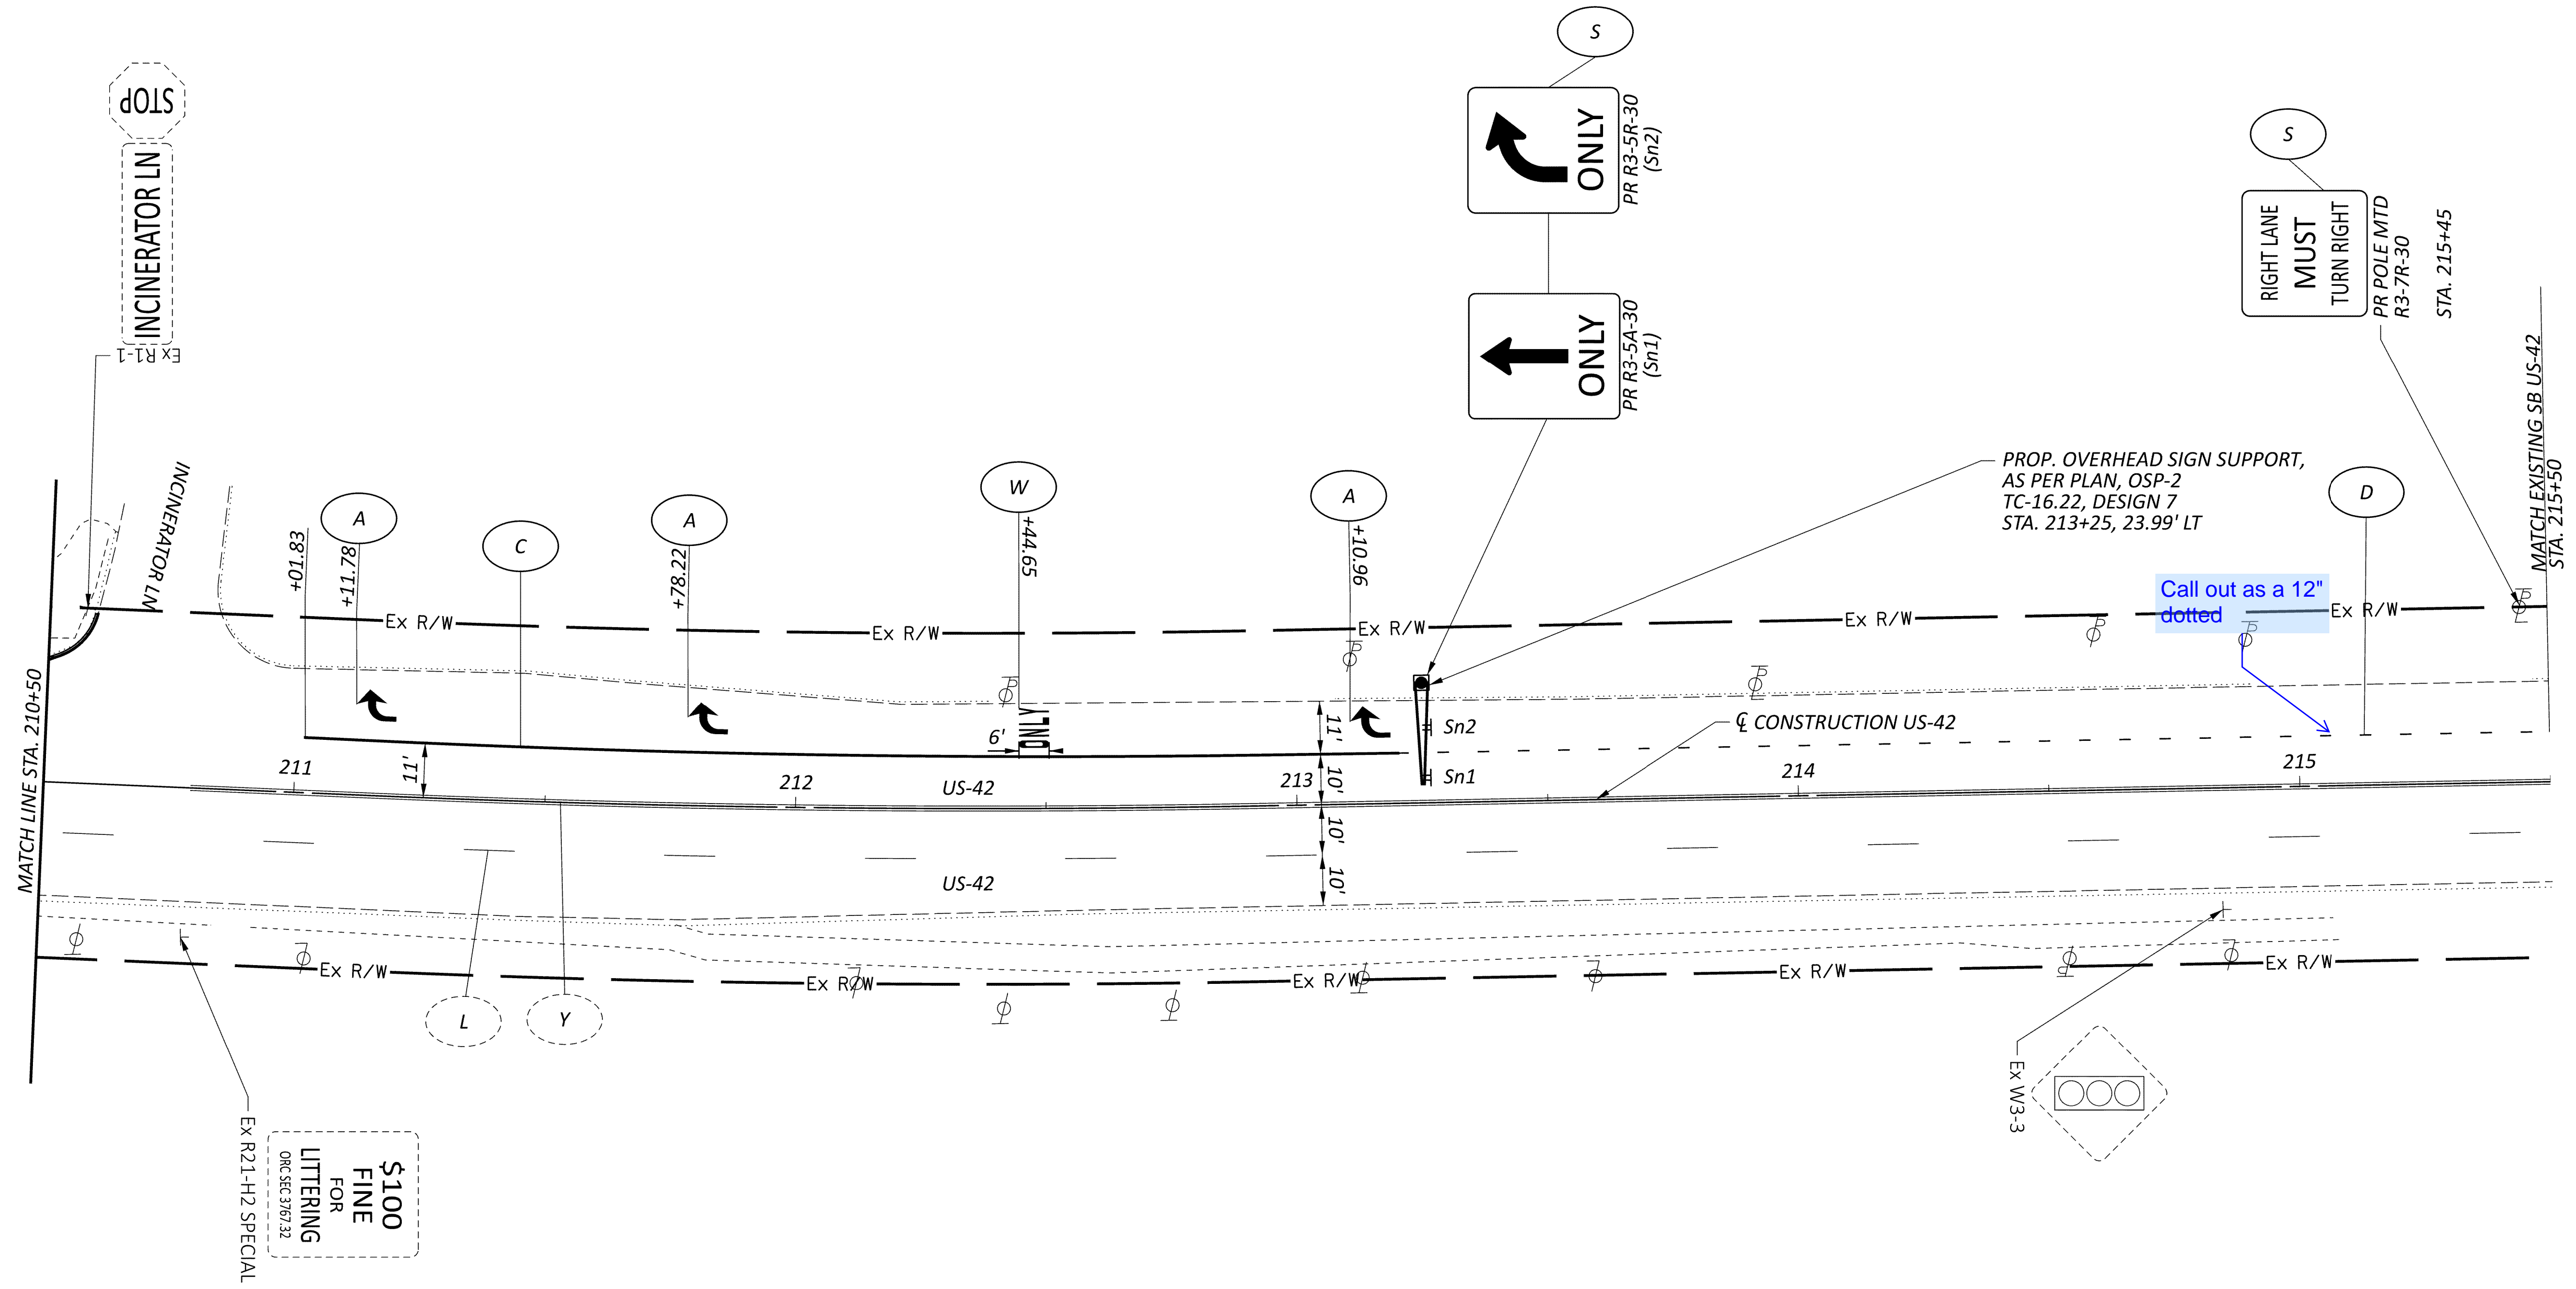 S
ONLY
PR R3-5R-30
(Sn2)
ONLY
PR R3-5A-30
(Sn1)
STOP
INCINERATOR LN
Ex R1-1
INCINERATOR LN
S
RIGHT LANE
MUST
TURN RIGHT
PR POLE MTD
R3-7R-30
STA. 215+45
MATCH EXISTING SB US-42
STA. 215+50
PROP. OVERHEAD SIGN SUPPORT,
AS PER PLAN, OSP-2
TC-16.22, DESIGN 7
STA. 213+25, 23.99' LT
D
Call out as a 12"
dotted
+01.83
A
+11.78
C
A
+78.22
W
+44.65
A
+10.96
Ex R/W
Ex R/W
Ex R/W
Ex R/W
Ex R/W
MATCH LINE STA. 210+50
ONLY
6'
11'
11'
10'
10'
10'
Sn2
Sn1
CL CONSTRUCTION US-42
211
212
213
214
215
US-42
US-42
Ex R/W
Ex R/W
Ex R/W
Ex R/W
Ex R/W
L
Y
Ex R21-H2 SPECIAL
$100
FINE
FOR
LITTERING
ORC SEC 3767.32
Ex W3-3